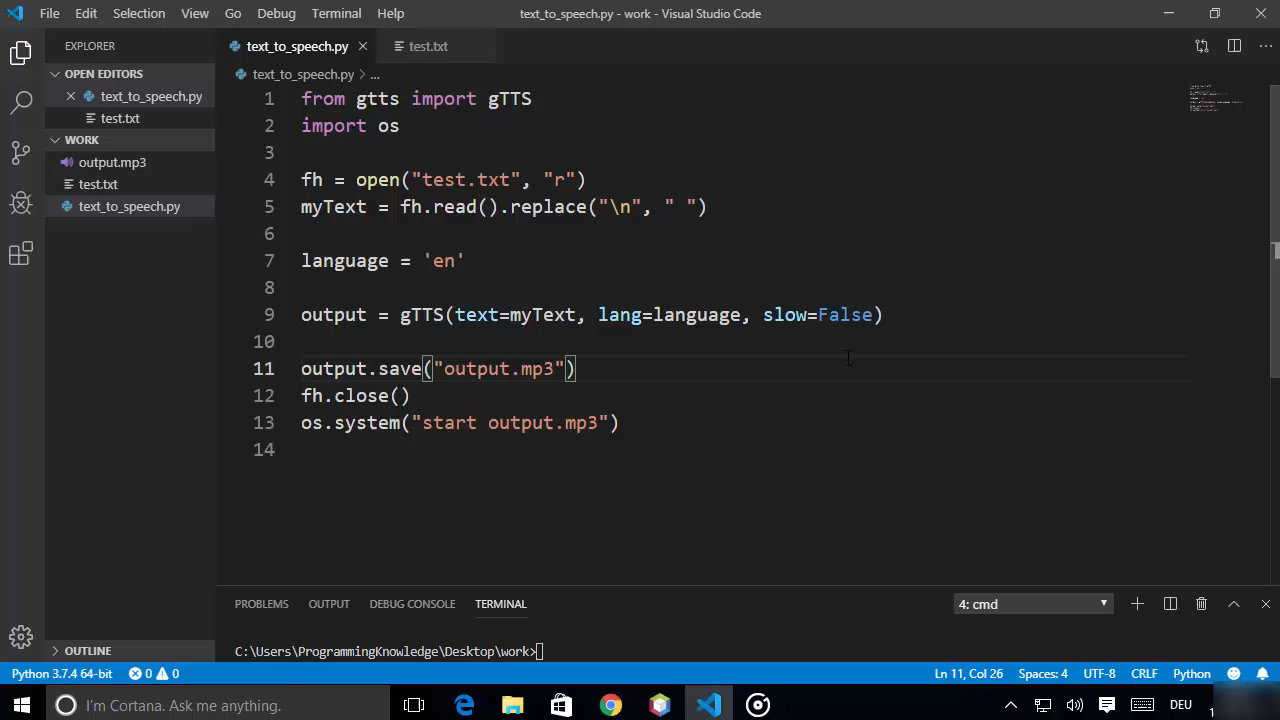 File Edit Selection View Go Debug Terminal Help text_to_speech.py - work - Visual Studio Code
EXPLORER
OPEN EDITORS
text_to_speech.py
test.txt
WORK
output.mp3
test.txt
text_to_speech.py
OUTLINE
text_to_speech.py test.txt
text_to_speech.py > ...
1 from gtts import gTTS
2 import os
3
4 fh = open("test.txt", "r")
5 myText = fh.read().replace("\n", " ")
6
7 language = 'en'
8
9 output = gTTS(text=myText, lang=language, slow=False)
10
11 output.save("output.mp3")
12 fh.close()
13 os.system("start output.mp3")
14
PROBLEMS OUTPUT DEBUG CONSOLE TERMINAL 4: cmd
C:\Users\ProgrammingKnowledge\Desktop\work>
Python 3.7.4 64-bit 0 0 Ln 11, Col 26 Spaces: 4 UTF-8 CRLF Python
I'm Cortana. Ask me anything. DEU